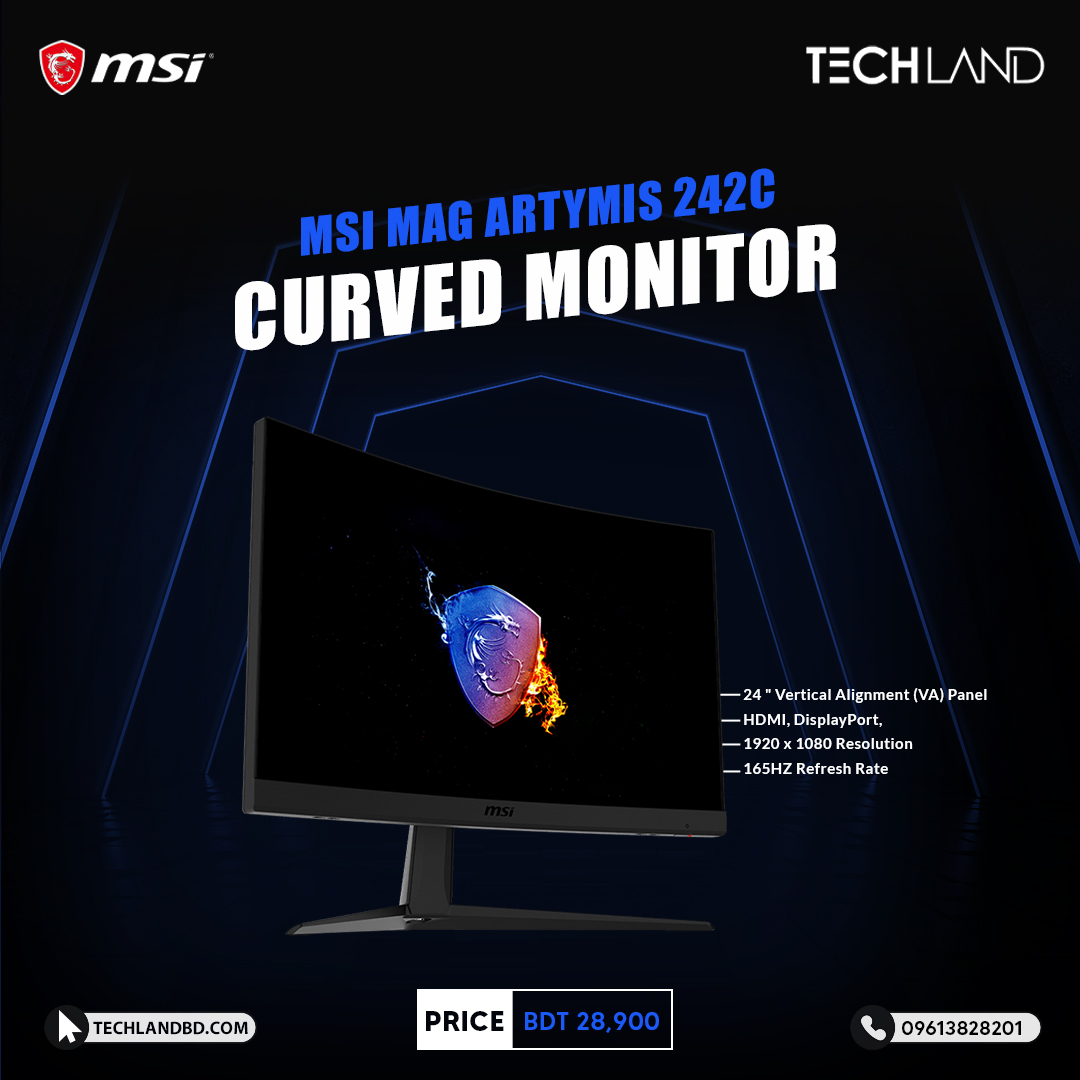 msi
TECHLAND
MSI MAG ARTYMIS 242C
CURVED MONITOR
24 " Vertical Alignment (VA) Panel
HDMI, DisplayPort,
1920 x 1080 Resolution
165HZ Refresh Rate
msi
TECHLANDBD.COM
PRICE BDT 28,900
09613828201